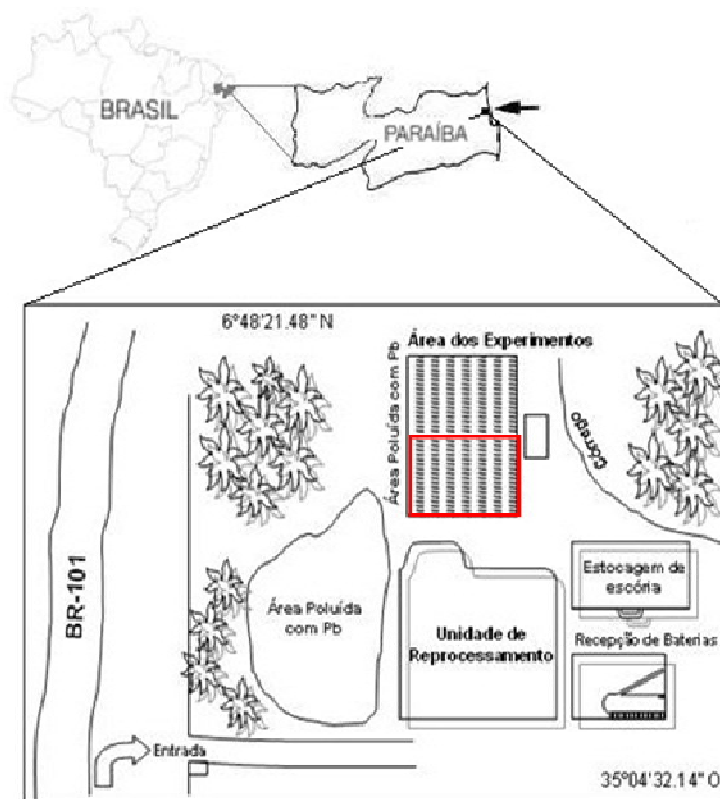 BRASIL
PARAÍBA
6°48'21.48" N
Área dos Experimentos
Área Poluída com Pb
Córrego
BR-101
Área Poluída
com Pb
Unidade de
Reprocessamento
Estocagem de
escória
Recepção de Baterias
Entrada
35°04'32.14" O